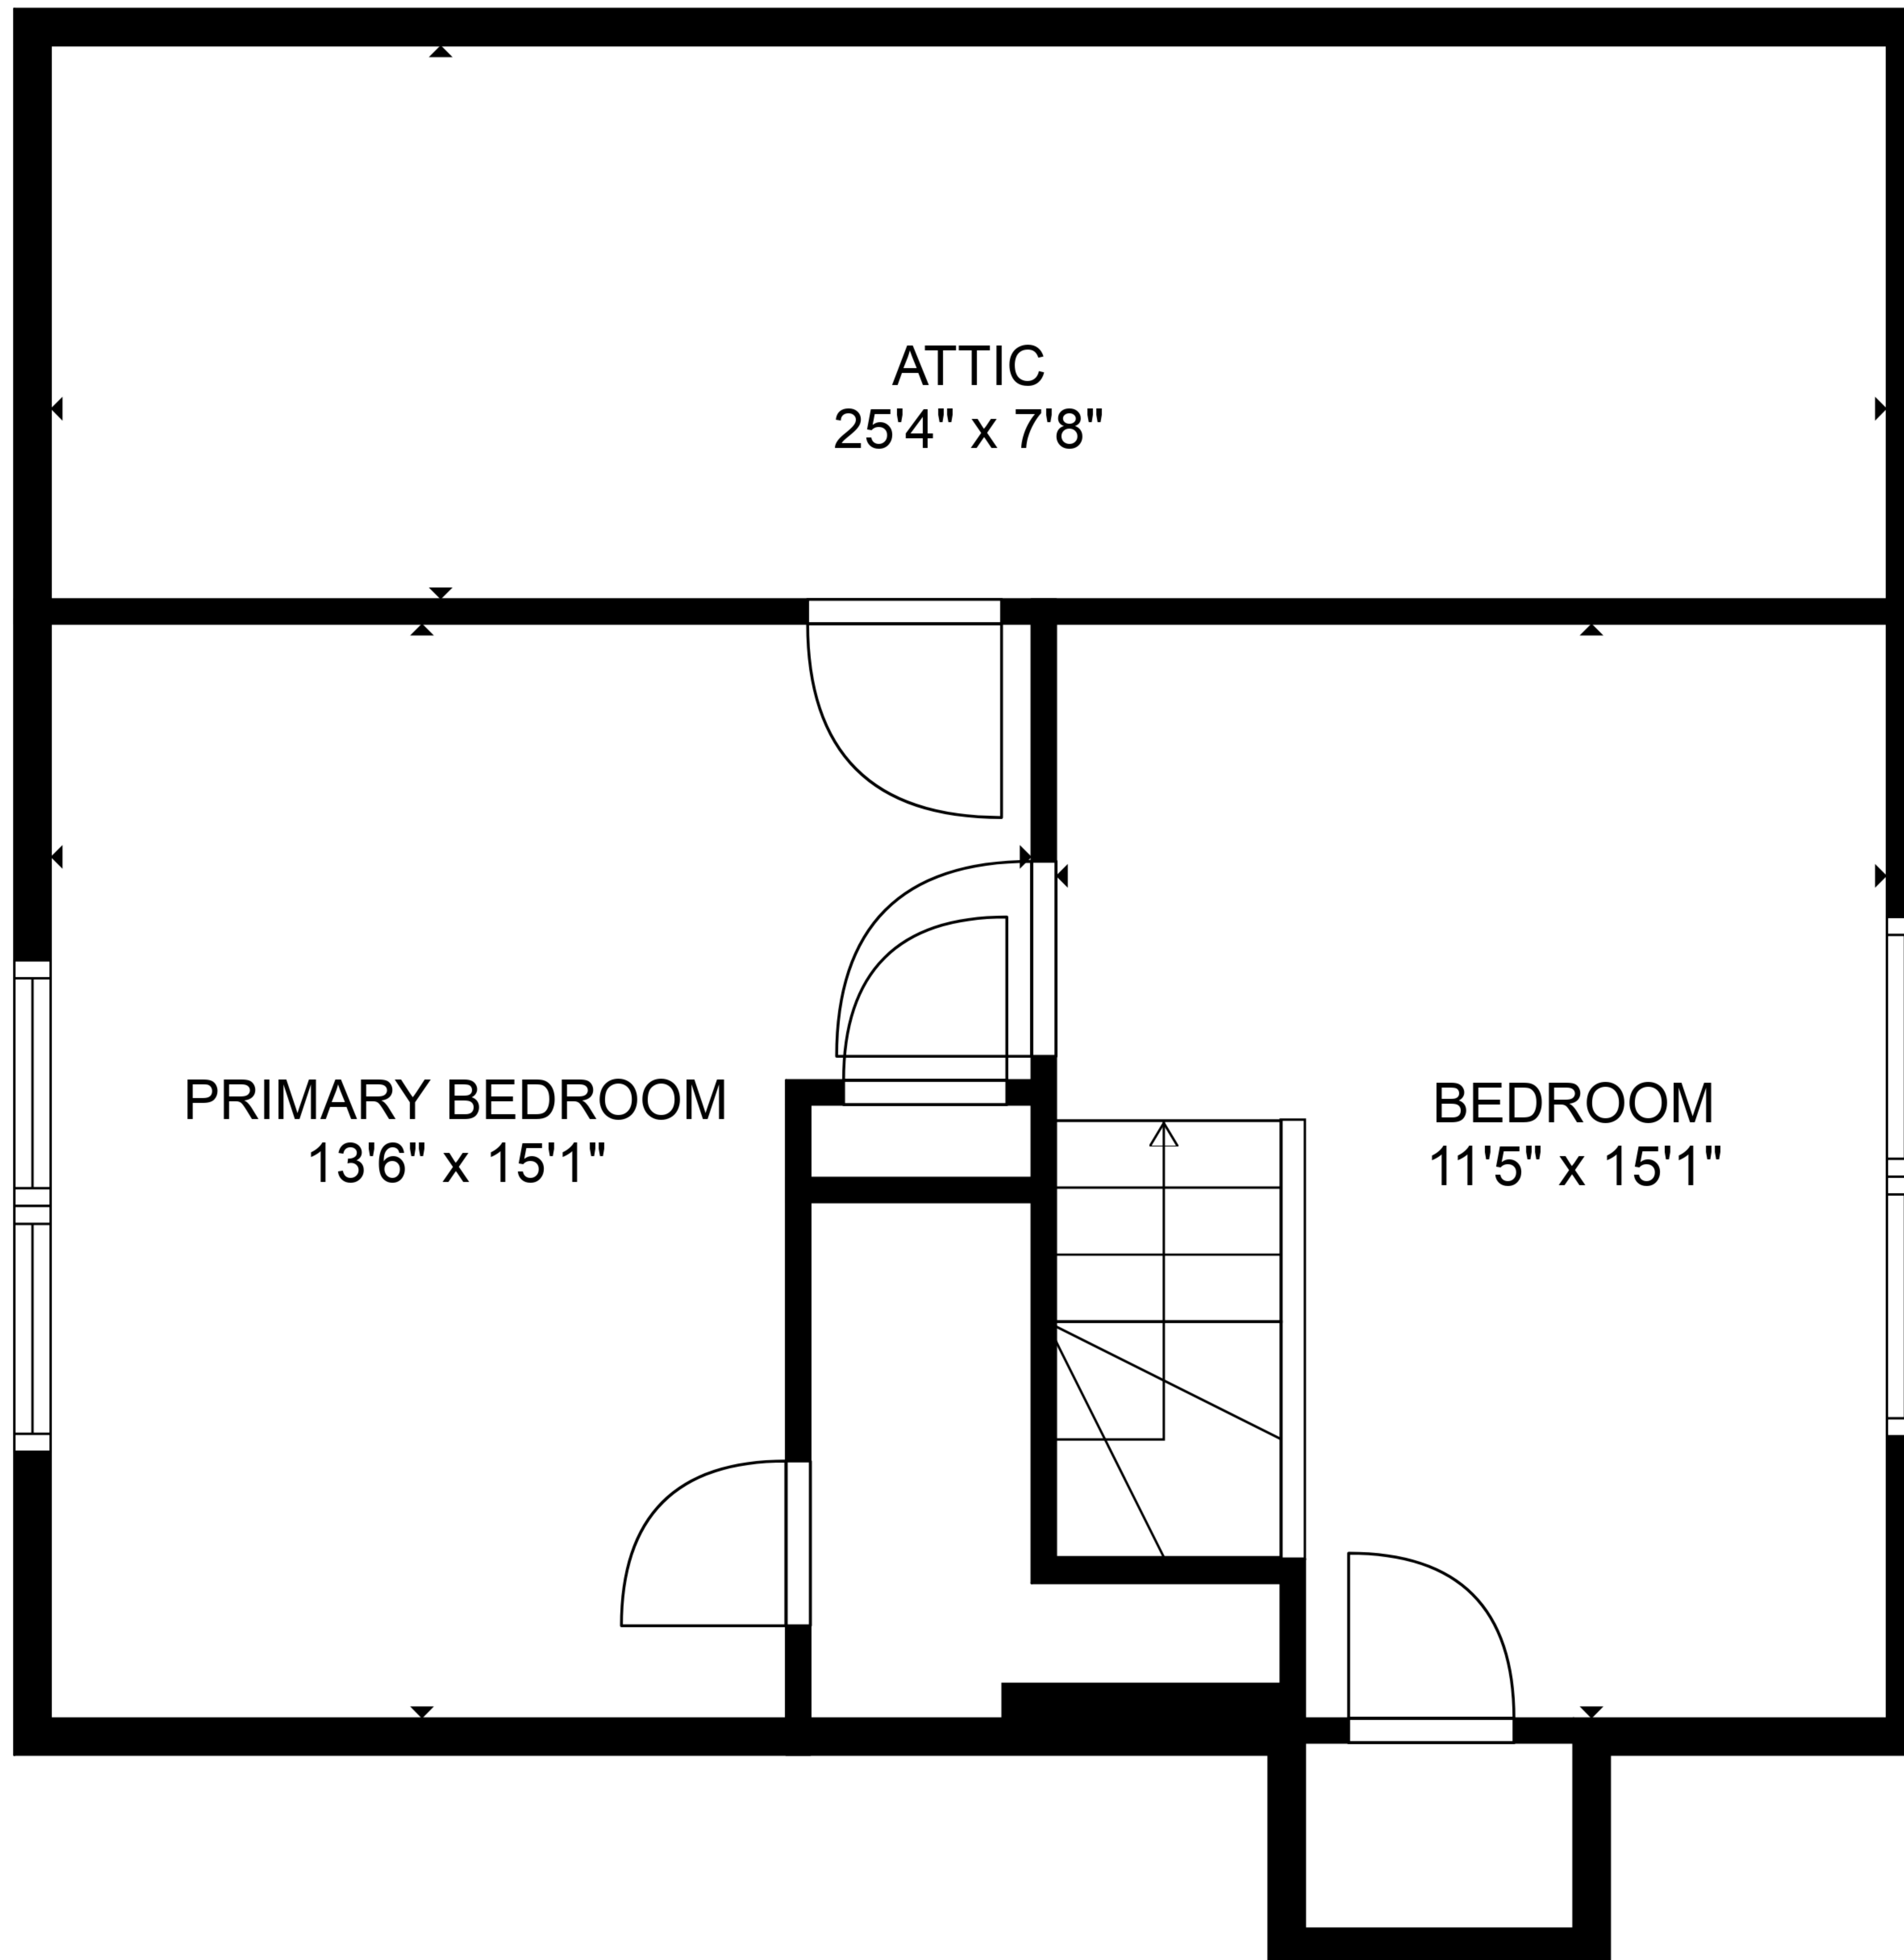 ATTIC
25'4" x 7'8"
PRIMARY BEDROOM
13'6" x 15'1"
BEDROOM
11'5" x 15'1"